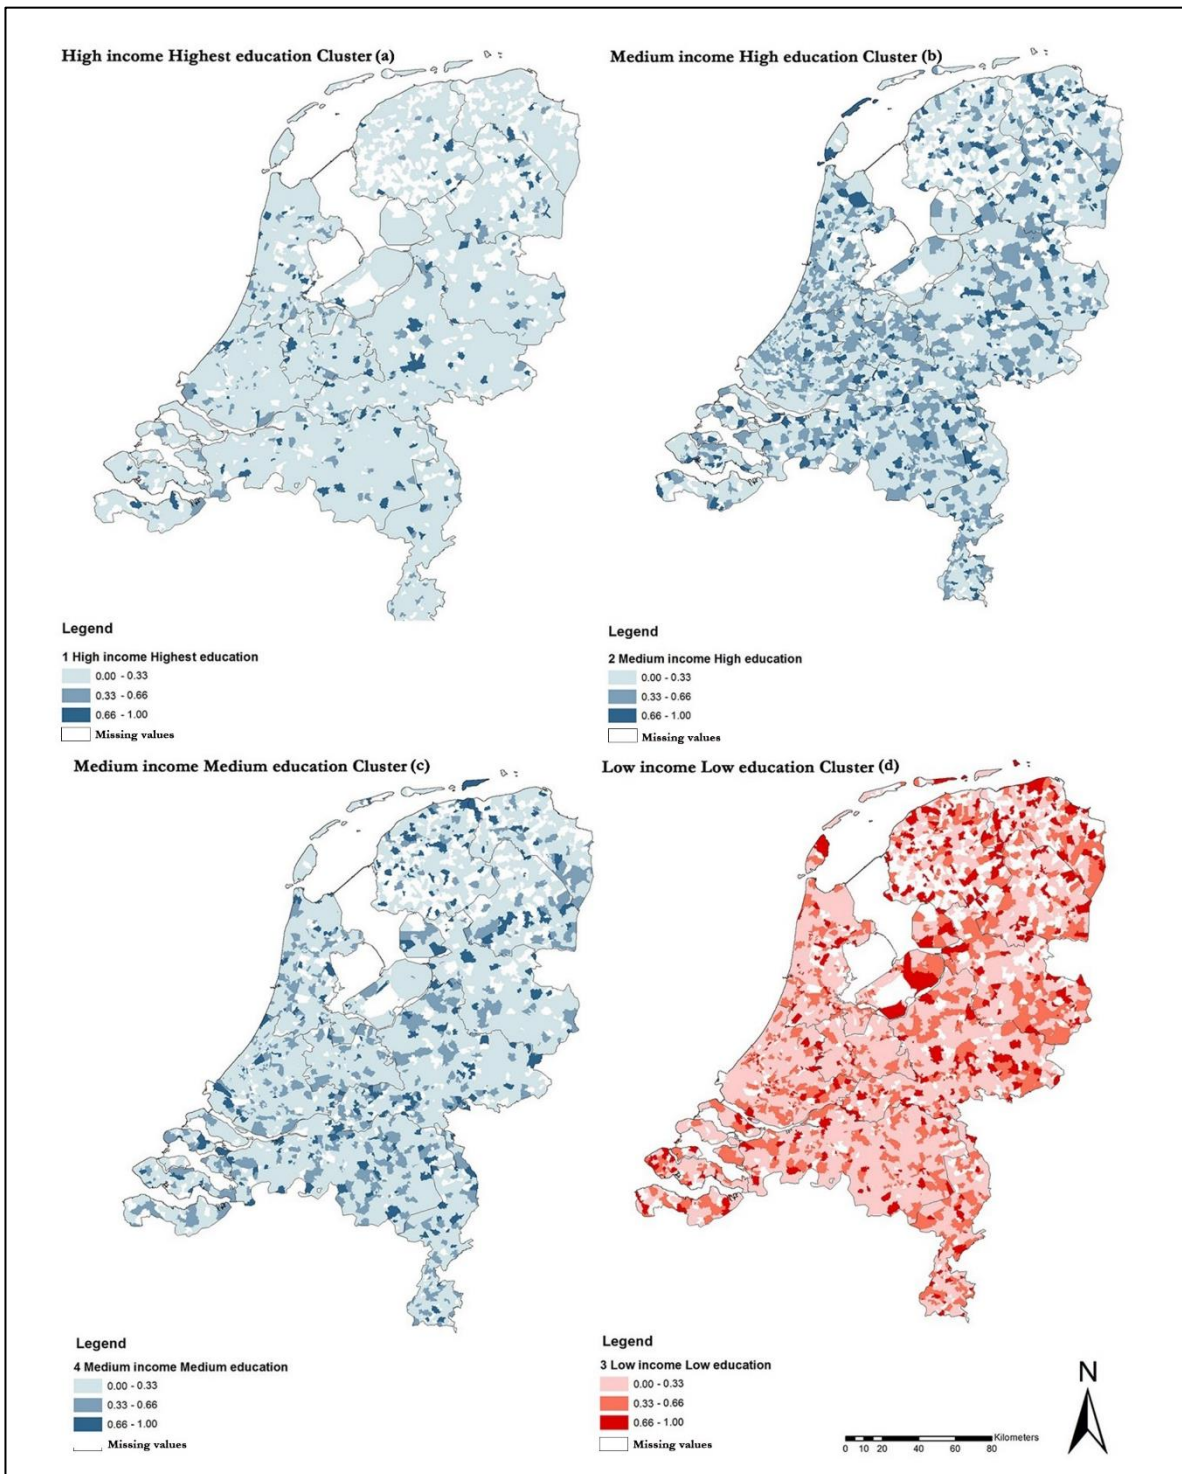 High income Highest education Cluster (a)
Medium income High education Cluster (b)
Legend
1 High income Highest education
0.00 - 0.33
0.33 - 0.66
0.66 - 1.00
Missing values
Legend
2 Medium income High education
0.00 - 0.33
0.33 - 0.66
0.66 - 1.00
Missing values
Medium income Medium education Cluster (c)
Low income Low education Cluster (d)
Legend
4 Medium income Medium education
0.00 - 0.33
0.33 - 0.66
0.66 - 1.00
Missing values
Legend
3 Low income Low education
0.00 - 0.33
0.33 - 0.66
0.66 - 1.00
Missing values
N
Kilometers
0 10 20 40 60 80